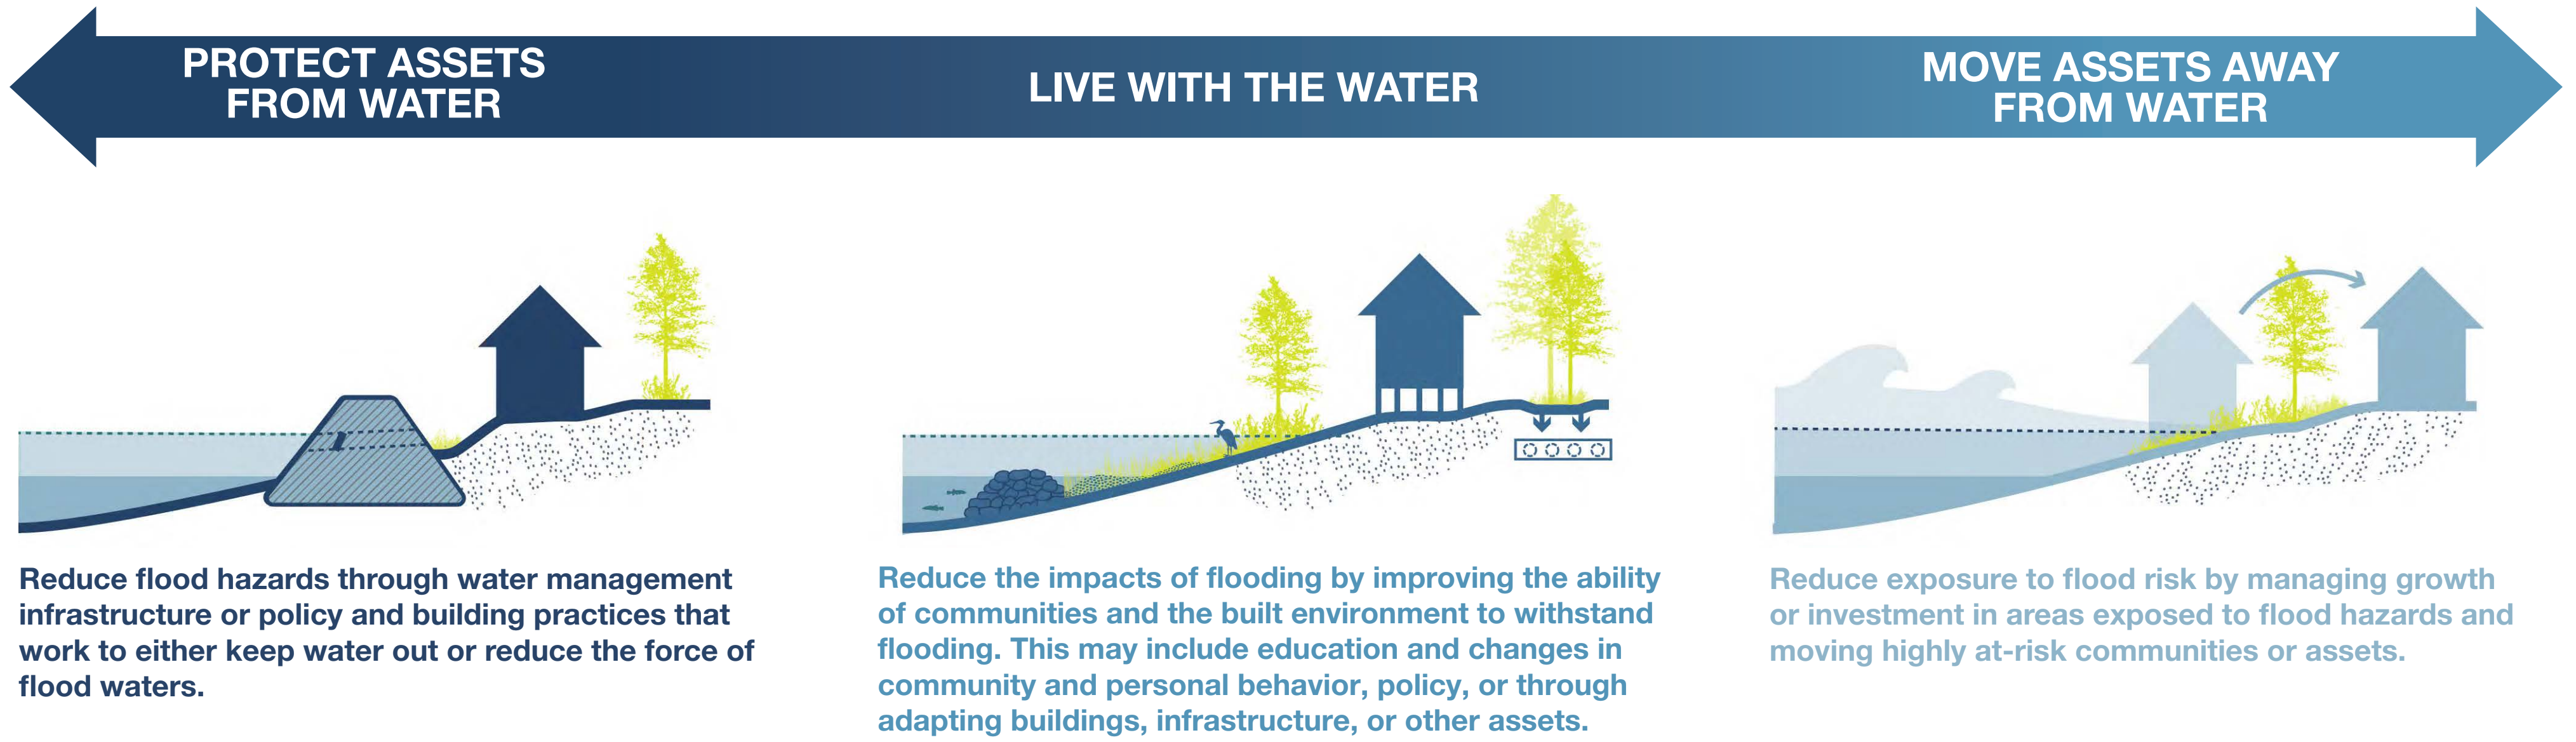 PROTECT ASSETS
FROM WATER
LIVE WITH THE WATER
MOVE ASSETS AWAY
FROM WATER
Reduce flood hazards through water management
infrastructure or policy and building practices that
work to either keep water out or reduce the force of
flood waters.
Reduce the impacts of flooding by improving the ability
of communities and the built environment to withstand
flooding. This may include education and changes in
community and personal behavior, policy, or through
adapting buildings, infrastructure, or other assets.
Reduce exposure to flood risk by managing growth
or investment in areas exposed to flood hazards and
moving highly at-risk communities or assets.